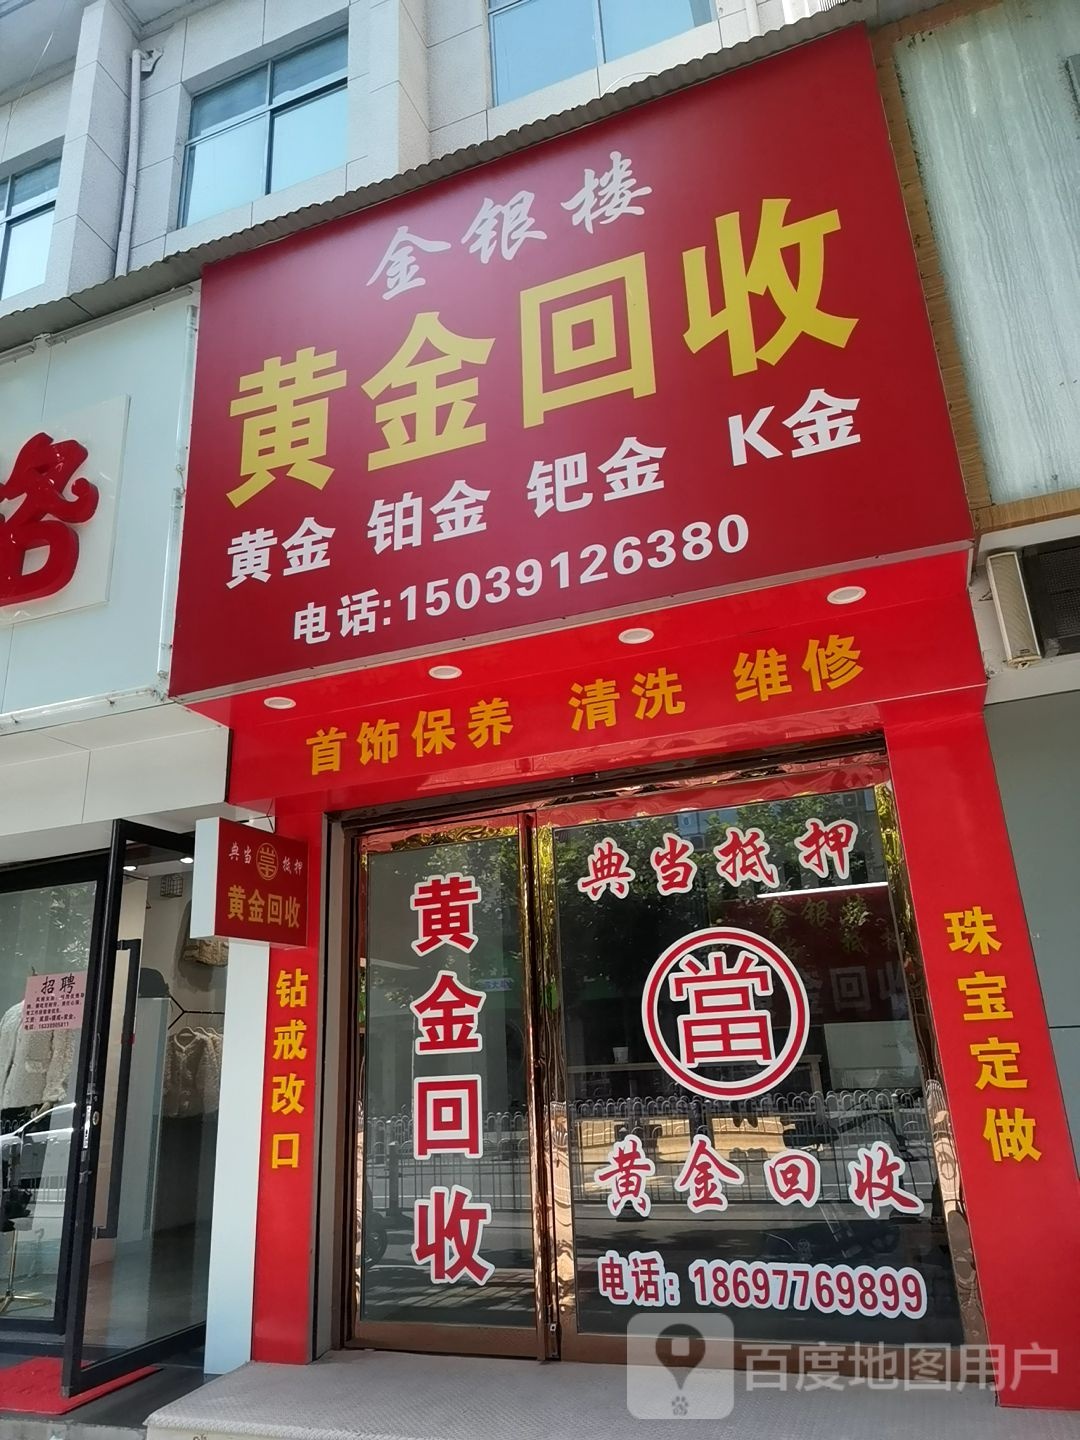 金银楼
黄金回收
黄金 铂金 钯金 K金
电话:15039126380
首饰保养 清洗 维修
典当 當 抵押
黄金回收
钻戒改口
黄金回收
典当抵押
當
黄金回收
电话: 18697769899
珠宝定做
招聘
百度地图用户